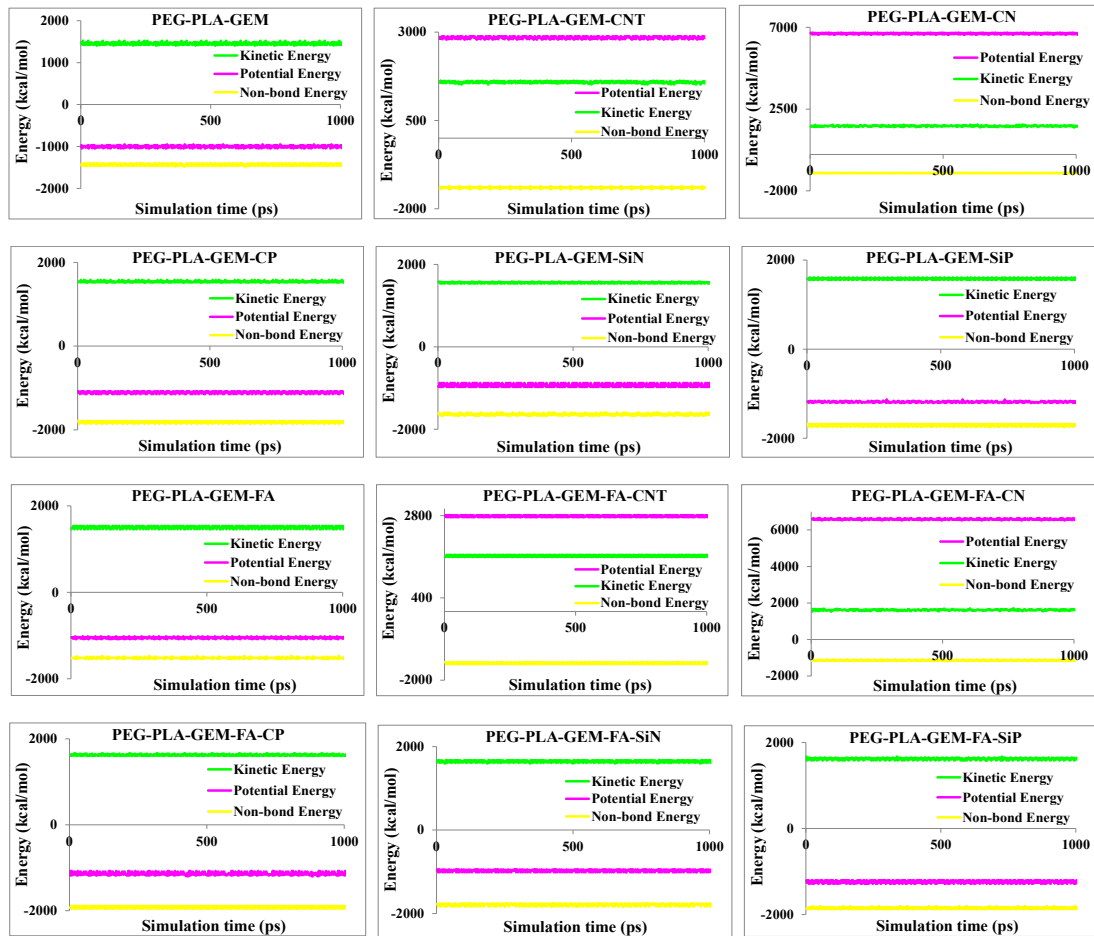 PEG-PLA-GEM
2000
1000
0
-1000
-2000
0
500
1000
Kinetic Energy
Potential Energy
Non-bond Energy
Energy (kcal/mol)
Simulation time (ps)
PEG-PLA-GEM-CNT
3000
500
-2000
0
500
1000
Potential Energy
Kinetic Energy
Non-bond Energy
Energy (kcal/mol)
Simulation time (ps)
PEG-PLA-GEM-CN
7000
2500
-2000
0
500
1000
Potential Energy
Kinetic Energy
Non-bond Energy
Energy (kcal/mol)
Simulation time (ps)
PEG-PLA-GEM-CP
2000
0
-2000
0
500
1000
Kinetic Energy
Potential Energy
Non-bond Energy
Energy (kcal/mol)
Simulation time (ps)
PEG-PLA-GEM-SiN
2000
0
-2000
0
500
1000
Kinetic Energy
Potential Energy
Non-bond Energy
Energy (kcal/mol)
Simulation time (ps)
PEG-PLA-GEM-SiP
2000
0
-2000
0
500
1000
Kinetic Energy
Potential Energy
Non-bond Energy
Energy (kcal/mol)
Simulation time (ps)
PEG-PLA-GEM-FA
2000
0
-2000
0
500
1000
Kinetic Energy
Potential Energy
Non-bond Energy
Energy (kcal/mol)
Simulation time (ps)
PEG-PLA-GEM-FA-CNT
2800
400
-2000
0
500
1000
Potential Energy
Kinetic Energy
Non-bond Energy
Energy (kcal/mol)
Simulation time (ps)
PEG-PLA-GEM-FA-CN
6000
4000
2000
0
-2000
0
500
1000
Potential Energy
Kinetic Energy
Non-bond Energy
Energy (kcal/mol)
Simulation time (ps)
PEG-PLA-GEM-FA-CP
2000
0
-2000
0
500
1000
Kinetic Energy
Potential Energy
Non-bond Energy
Energy (kcal/mol)
Simulation time (ps)
PEG-PLA-GEM-FA-SiN
2000
0
-2000
0
500
1000
Kinetic Energy
Potential Energy
Non-bond Energy
Energy (kcal/mol)
Simulation time (ps)
PEG-PLA-GEM-FA-SiP
2000
0
-2000
0
500
1000
Kinetic Energy
Potential Energy
Non-bond Energy
Energy (kcal/mol)
Simulation time (ps)